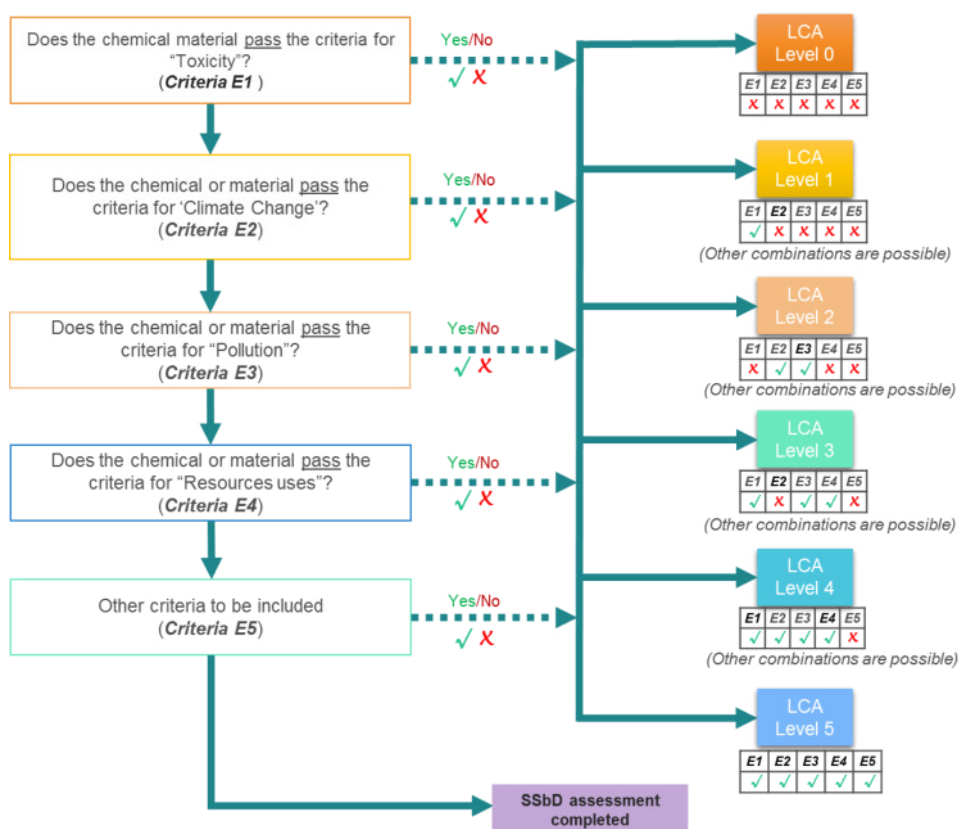 Does the chemical material pass the criteria for
“Toxicity”?
(Criteria E1 )
Yes/No
✓ x
LCA
Level 0
E1 E2 E3 E4 E5
x x x x x
Does the chemical or material pass the
criteria for ‘Climate Change’?
(Criteria E2)
Yes/No
✓ x
LCA
Level 1
E1 E2 E3 E4 E5
✓ x x x x
(Other combinations are possible)
Does the chemical or material pass the
criteria for “Pollution”?
(Criteria E3)
Yes/No
✓ x
LCA
Level 2
E1 E2 E3 E4 E5
x ✓ ✓ x x
(Other combinations are possible)
Does the chemical or material pass the
criteria for “Resources uses”?
(Criteria E4)
Yes/No
✓ x
LCA
Level 3
E1 E2 E3 E4 E5
✓ x ✓ ✓ x
(Other combinations are possible)
Other criteria to be included
(Criteria E5)
Yes/No
✓ x
LCA
Level 4
E1 E2 E3 E4 E5
✓ ✓ ✓ ✓ x
(Other combinations are possible)
LCA
Level 5
E1 E2 E3 E4 E5
✓ ✓ ✓ ✓ ✓
SSbD assessment
completed